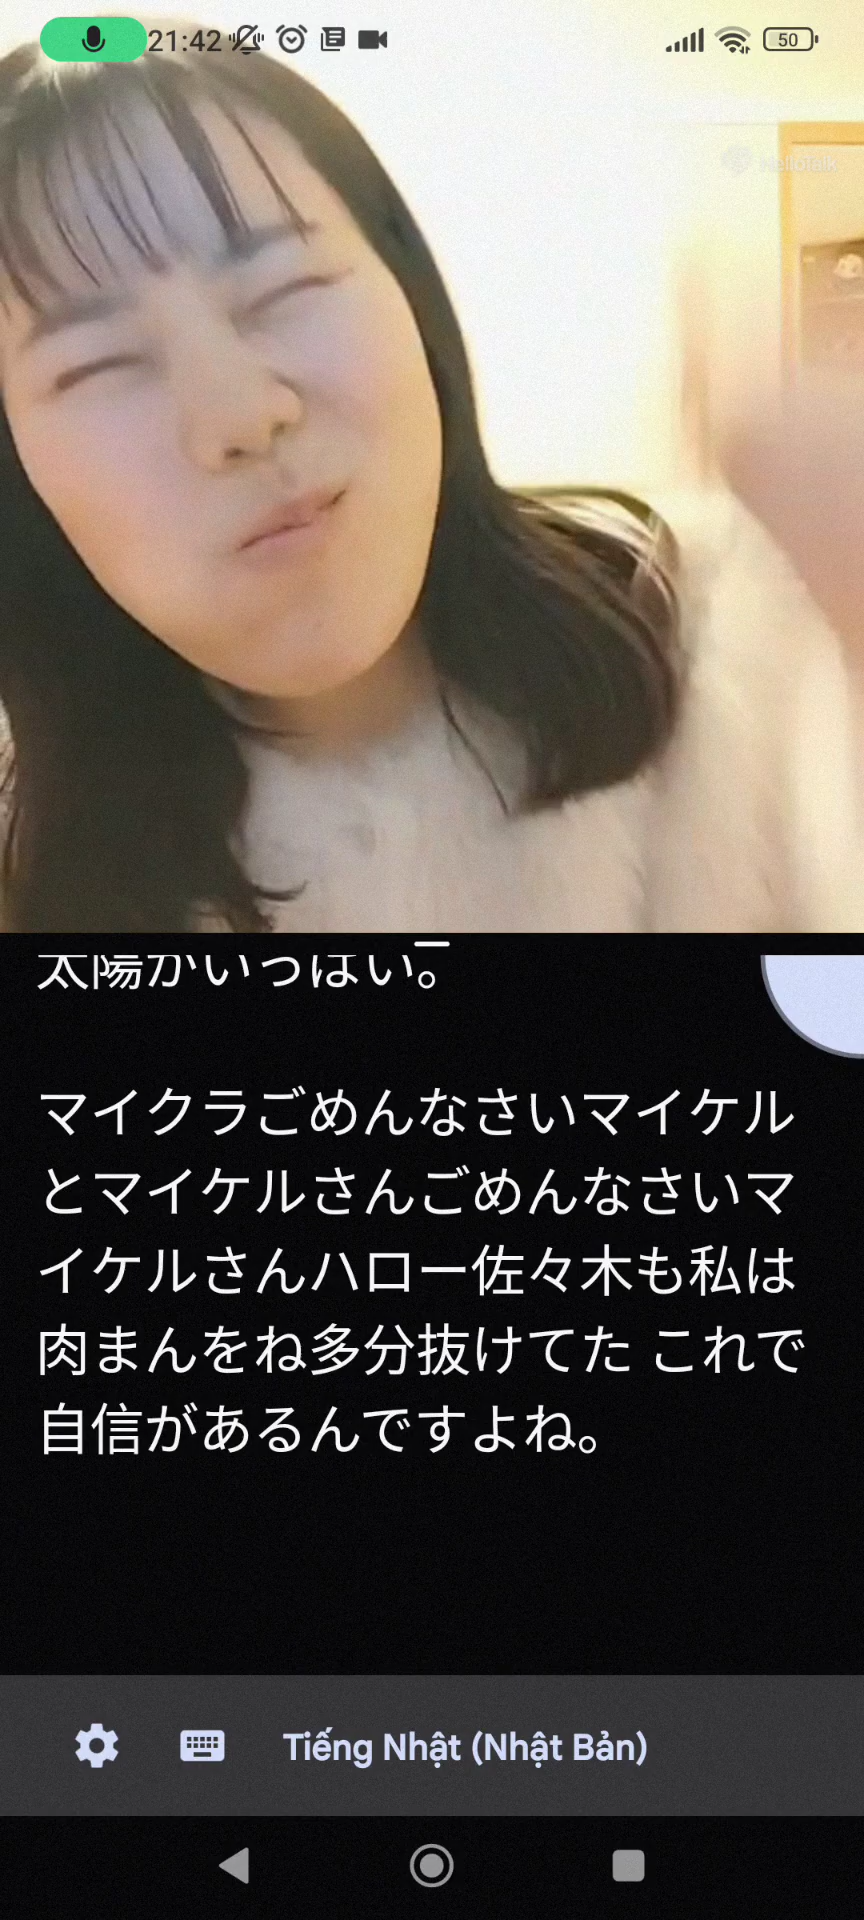 21:42
50
HelloTalk
太陽がいっぱい。
マイクラごめんなさいマイケル
とマイケルさんごめんなさいマ
イケルさんハロー佐々木も私は
肉まんをね多分抜けてた これで
自信があるんですよね。
Tiếng Nhật (Nhật Bản)